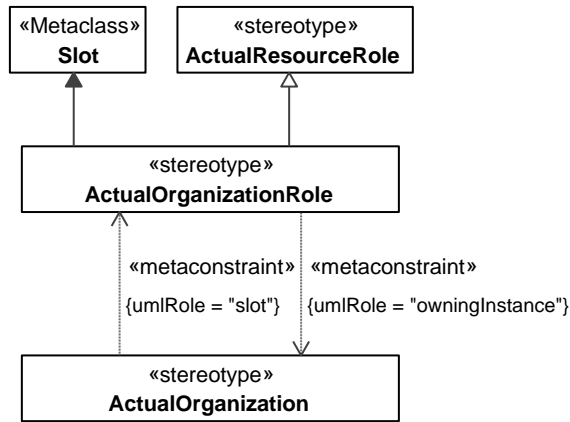 «Metaclass»
Slot
«stereotype»
ActualResourceRole
«stereotype»
ActualOrganizationRole
«metaconstraint»
{umlRole = "slot"}
«metaconstraint»
{umlRole = "owningInstance"}
«stereotype»
ActualOrganization